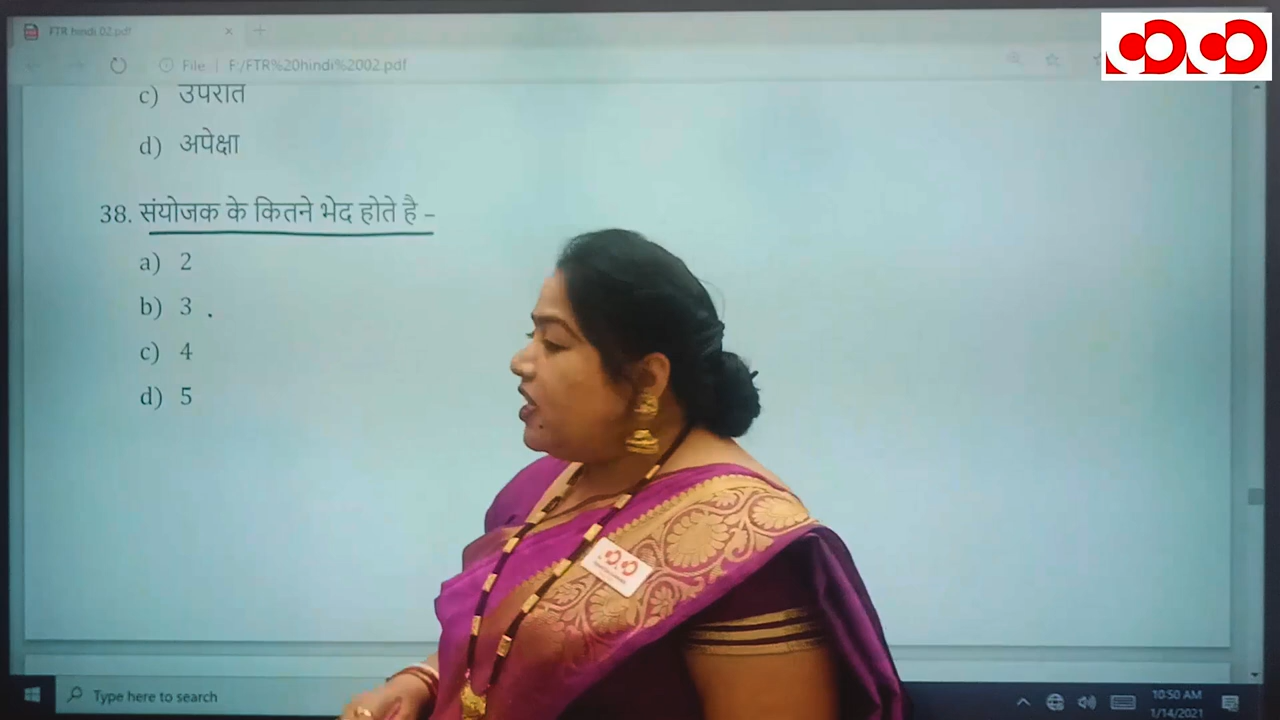 FTR hindi 02.pdf
File | F:/FTR%20hindi%2002.pdf
c) उपरांत
d) अपेक्षा
38. संयोजक के कितने भेद होते है –
a) 2
b) 3
c) 4
d) 5
Type here to search
10:50 AM
1/14/2021